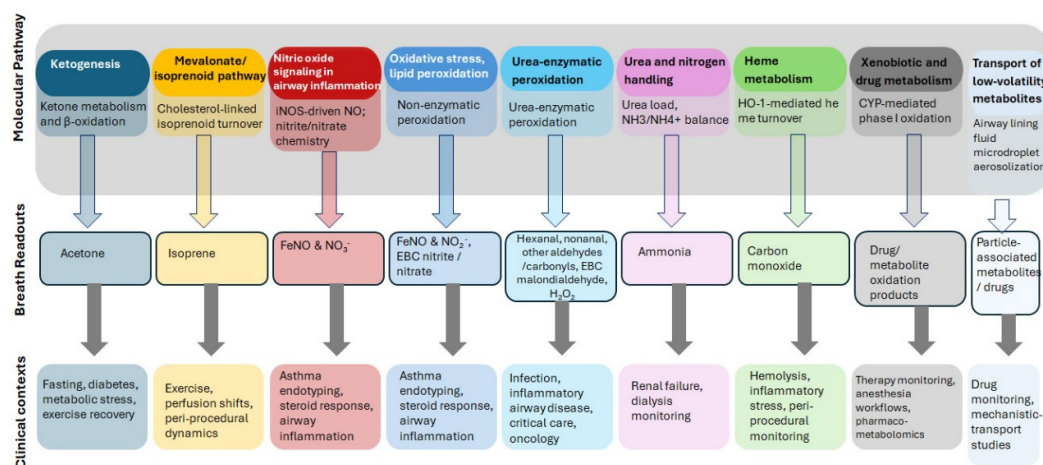 Molecular Pathway
Ketogenesis
Ketone metabolism
and β-oxidation
Mevalonate/
isoprenoid pathway
Cholesterol-linked
isoprenoid turnover
Nitric oxide
signaling in
airway inflammation
iNOS-driven NO;
nitrite/nitrate
chemistry
Oxidative stress,
lipid peroxidation
Non-enzymatic
peroxidation
Urea-enzymatic
peroxidation
Urea-enzymatic
peroxidation
Urea and nitrogen
handling
Urea load,
NH3/NH4+ balance
Heme
metabolism
HO-1-mediated he
me turnover
Xenobiotic and
drug metabolism
CYP-mediated
phase I oxidation
Transport of
low-volatility
metabolites
Airway lining
fluid
microdroplet
aerosolization
Breath Readouts
Acetone
Isoprene
FeNO & NO₃⁻
FeNO & NO₂⁻,
EBC nitrite /
nitrate
Hexanal, nonanal,
other aldehydes
/carbonyls, EBC
malondialdehyde,
H₂O₂
Ammonia
Carbon
monoxide
Drug/
metabolite
oxidation
products
Particle-
associated
metabolites
/ drugs
Clinical contexts
Fasting, diabetes,
metabolic stress,
exercise recovery
Exercise,
perfusion shifts,
peri-procedural
dynamics
Asthma
endotyping,
steroid response,
airway
inflammation
Asthma
endotyping,
steroid response,
airway
inflammation
Infection,
inflammatory
airway disease,
critical care,
oncology
Renal failure,
dialysis
monitoring
Hemolysis,
inflammatory
stress, peri-
procedural
monitoring
Therapy monitoring,
anesthesia
workflows,
pharmaco-
metabolomics
Drug
monitoring,
mechanistic-
transport
studies